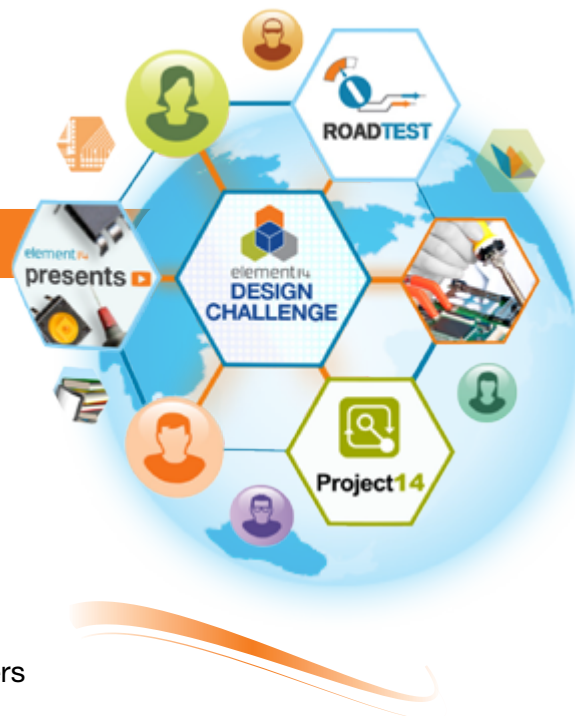 ROADTEST
element14
presents
element14
DESIGN
CHALLENGE
Project14
rs